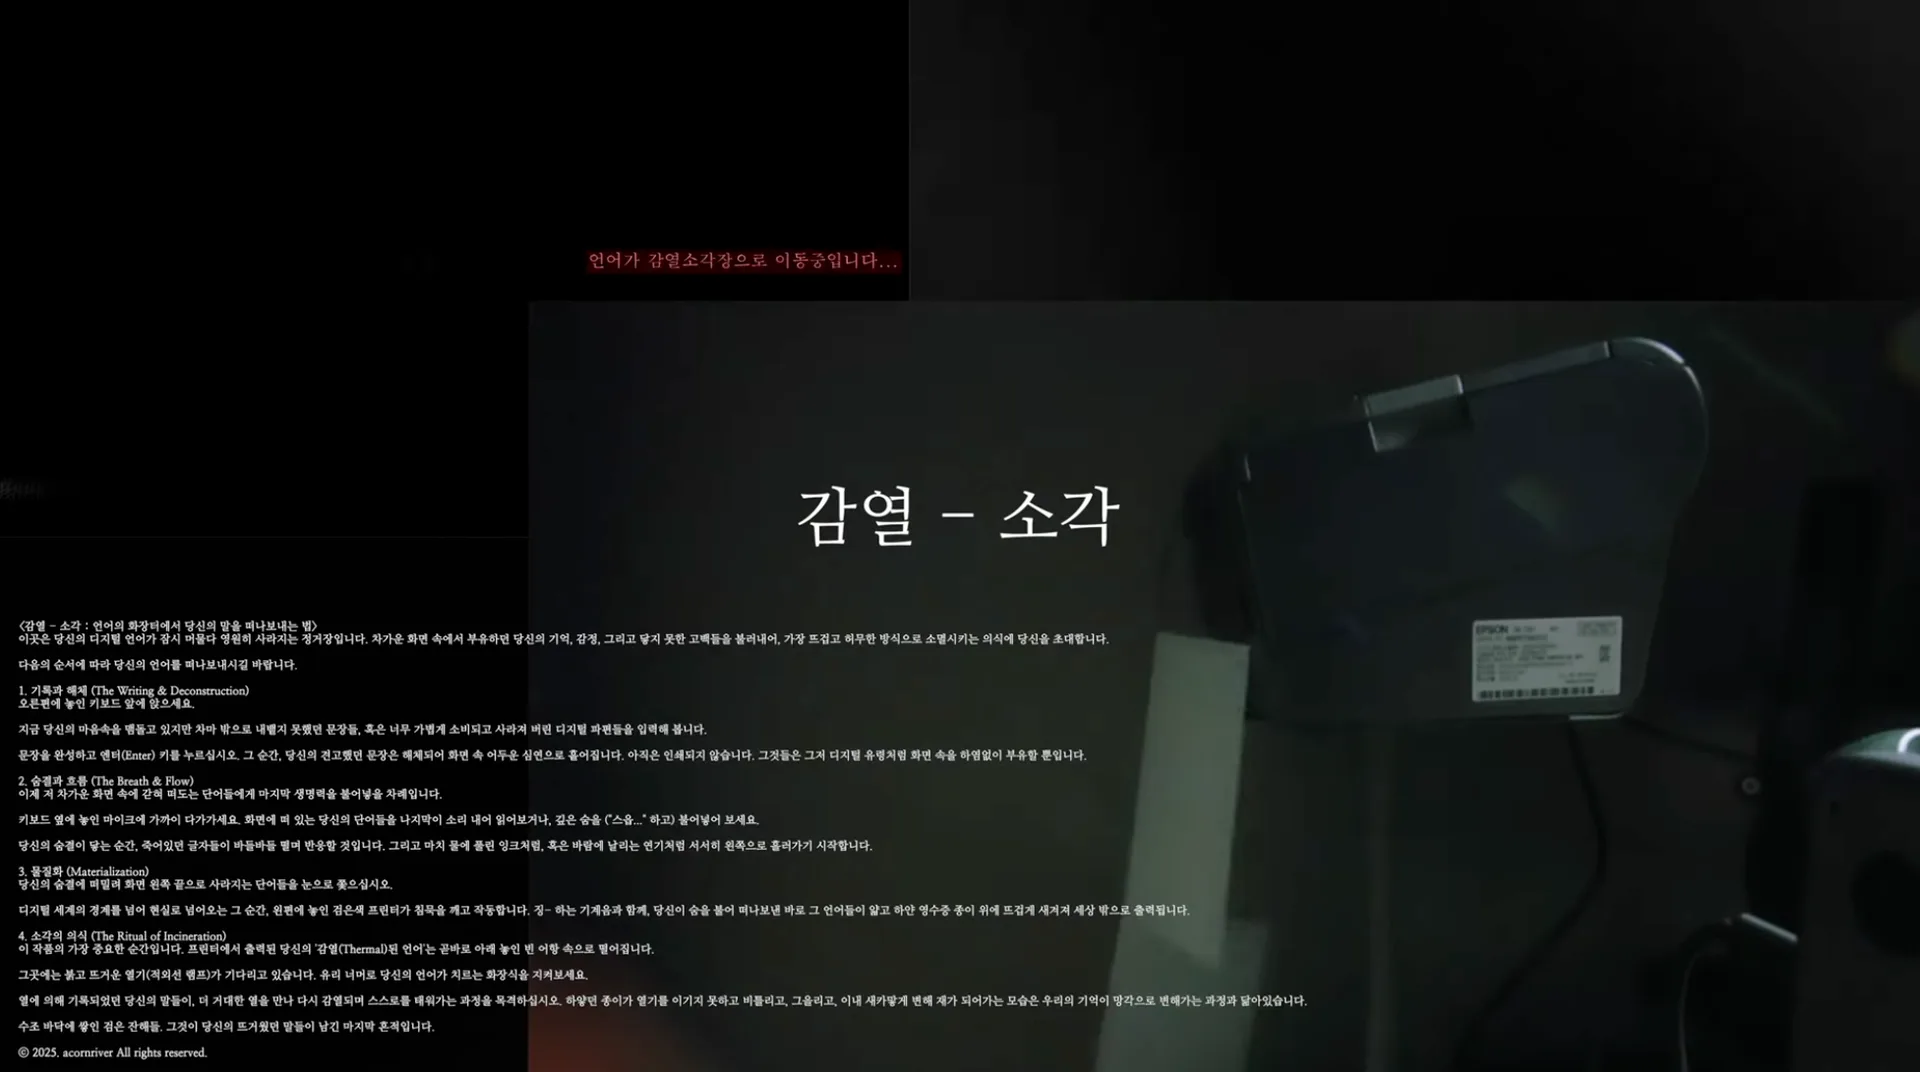 언어가 감열소각장으로 이동중입니다...
감열 - 소각
<감열 - 소각 : 언어의 화장터에서 당신의 말을 떠나보내는 법>
이곳은 당신의 디지털 언어가 잠시 머물다 영원히 사라지는 정거장입니다. 차가운 화면 속에서 부유하던 당신의 기억, 감정, 그리고 닿지 못한 고백들을 불러내어, 가장 뜨겁고 허무한 방식으로 소멸시키는 의식에 당신을 초대합니다.
다음의 순서에 따라 당신의 언어를 떠나보내시길 바랍니다.
1. 기록과 해체 (The Writing & Deconstruction)
오른편에 놓인 키보드 앞에 앉으세요.
지금 당신의 마음속을 맴돌고 있지만 차마 밖으로 내뱉지 못했던 문장들, 혹은 너무 가볍게 소비되고 사라져 버린 디지털 파편들을 입력해 봅니다.
문장을 완성하고 엔터(Enter) 키를 누르십시오. 그 순간, 당신의 견고했던 문장은 해체되어 화면 속 어두운 심연으로 흩어집니다. 아직은 인쇄되지 않습니다. 그것들은 그저 디지털 유령처럼 화면 속을 하염없이 부유할 뿐입니다.
2. 숨결과 흐름 (The Breath & Flow)
이제 저 차가운 화면 속에 갇혀 떠도는 단어들에게 마지막 생명력을 불어넣을 차례입니다.
키보드 옆에 놓인 마이크에 가까이 다가가세요. 화면에 떠 있는 당신의 단어들을 나지막이 소리 내어 읽어보거나, 깊은 숨을 ("스읍..." 하고) 불어넣어 보세요.
당신의 숨결이 닿는 순간, 죽어있던 글자들이 바들바들 떨며 반응할 것입니다. 그리고 마치 물에 풀린 잉크처럼, 혹은 바람에 날리는 연기처럼 서서히 왼쪽으로 흘러가기 시작합니다.
3. 물질화 (Materialization)
당신의 숨결에 떠밀려 화면 왼쪽 끝으로 사라지는 단어들을 눈으로 쫓으십시오.
디지털 세계의 경계를 넘어 현실로 넘어오는 그 순간, 왼편에 놓인 검은색 프린터가 침묵을 깨고 작동합니다. 징- 하는 기계음과 함께, 당신이 숨을 불어 떠나보낸 바로 그 언어들이 얇고 하얀 영수증 종이 위에 뜨겁게 새겨져 세상 밖으로 출력됩니다.
4. 소각의 의식 (The Ritual of Incineration)
이 작품의 가장 중요한 순간입니다. 프린터에서 출력된 당신의 '감열(Thermal)된 언어'는 곧바로 아래 놓인 빈 어항 속으로 떨어집니다.
그곳에는 붉고 뜨거운 열기(적외선 램프)가 기다리고 있습니다. 유리 너머로 당신의 언어가 치르는 화장식을 지켜보세요.
열에 의해 기록되었던 당신의 말들이, 더 거대한 열을 만나 다시 감열되며 스스로를 태워가는 과정을 목격하십시오. 하얗던 종이가 열기를 이기지 못하고 비틀리고, 그을리고, 이내 새카맣게 변해 재가 되어가는 모습은 우리의 기억이 망각으로 변해가는 과정과 닮아있습니다.
수조 바닥에 쌓인 검은 잔해들. 그것이 당신의 뜨거웠던 말들이 남긴 마지막 흔적입니다.
© 2025. acornriver All rights reserved.
EPSON